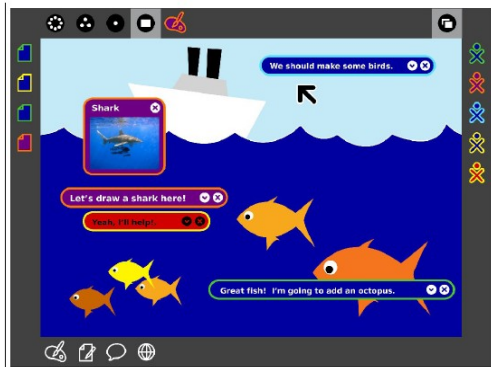 We should make some birds.
Shark
Let's draw a shark here!
Yeah, I'll help!
Great fish! I'm going to add an octopus.